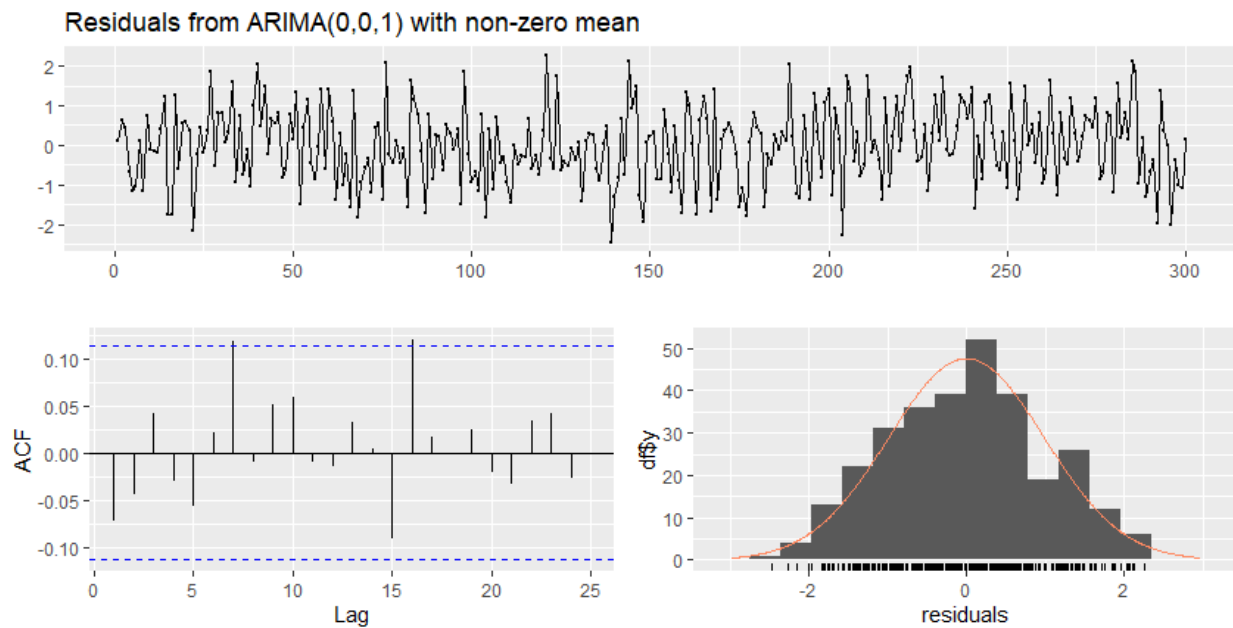 Residuals from ARIMA(0,0,1) with non-zero mean
2
1
0
-1
-2
0 50 100 150 200 250 300
ACF
0.10
0.05
0.00
-0.05
-0.10
0 5 10 15 20 25
Lag
df$y
50
40
30
20
10
0
-2 0 2
residuals